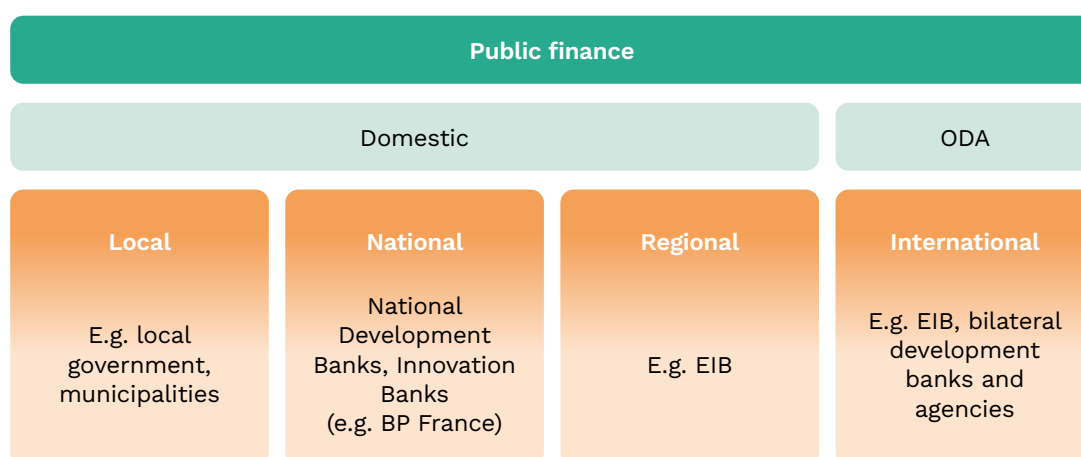 Public finance
Domestic
ODA
Local
E.g. local
government,
municipalities
National
National
Development
Banks, Innovation
Banks
(e.g. BP France)
Regional
E.g. EIB
International
E.g. EIB, bilateral
development
banks and
agencies